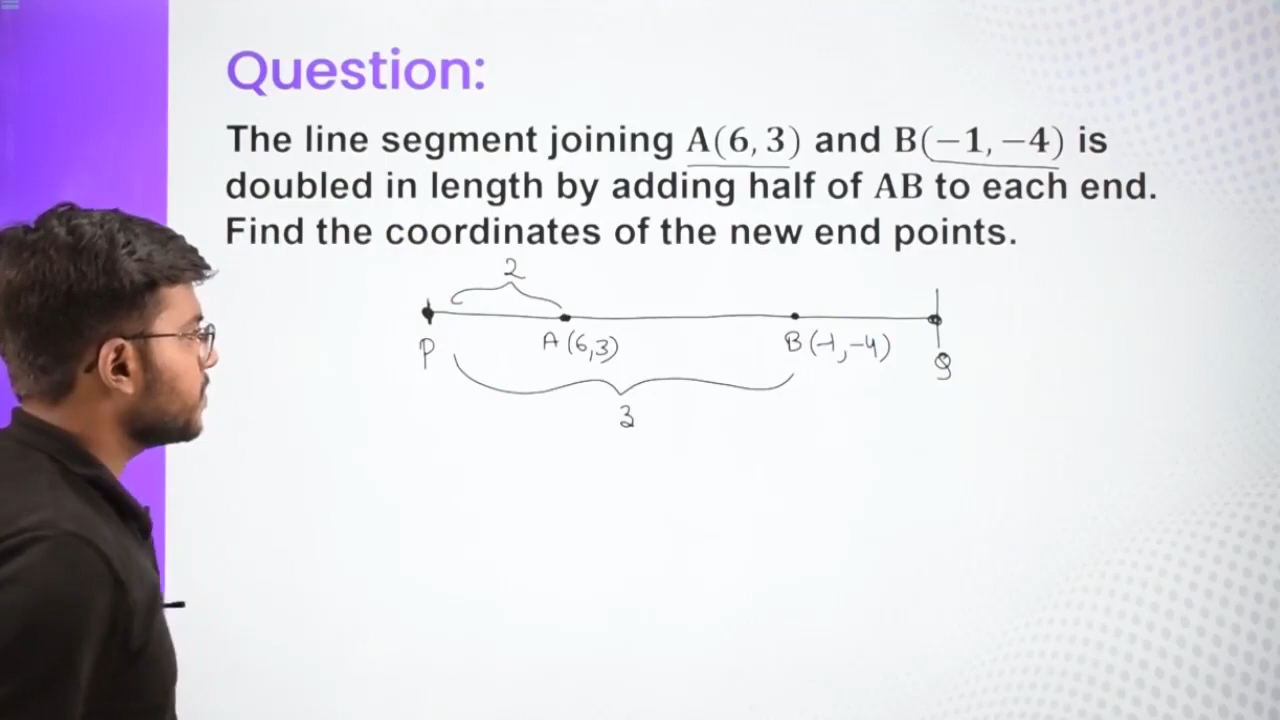 Question:
The line segment joining A(6, 3) and B(−1, −4) is
doubled in length by adding half of AB to each end.
Find the coordinates of the new end points.
2
P A (6,3) B (-1, -4) Q
3